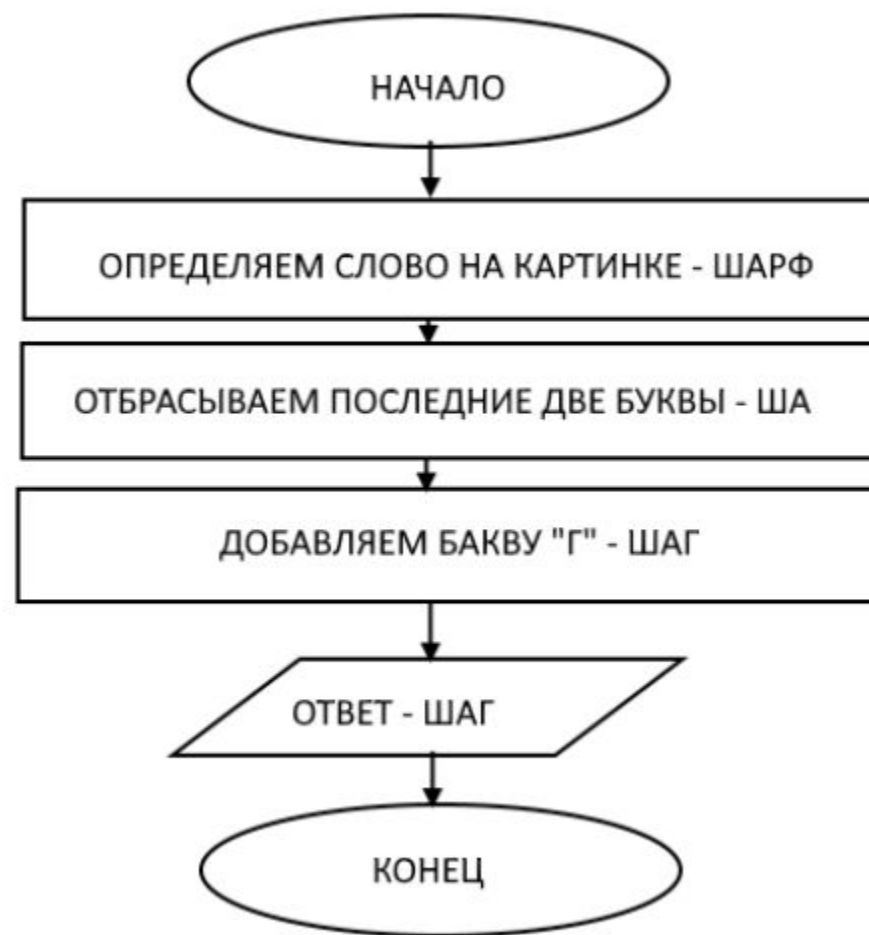 НАЧАЛО
ОПРЕДЕЛЯЕМ СЛОВО НА КАРТИНКЕ - ШАРФ
ОТБРАСЫВАЕМ ПОСЛЕДНИЕ ДВЕ БУКВЫ - ША
ДОБАВЛЯЕМ БАКВУ "Г" - ШАГ
ОТВЕТ - ШАГ
КОНЕЦ